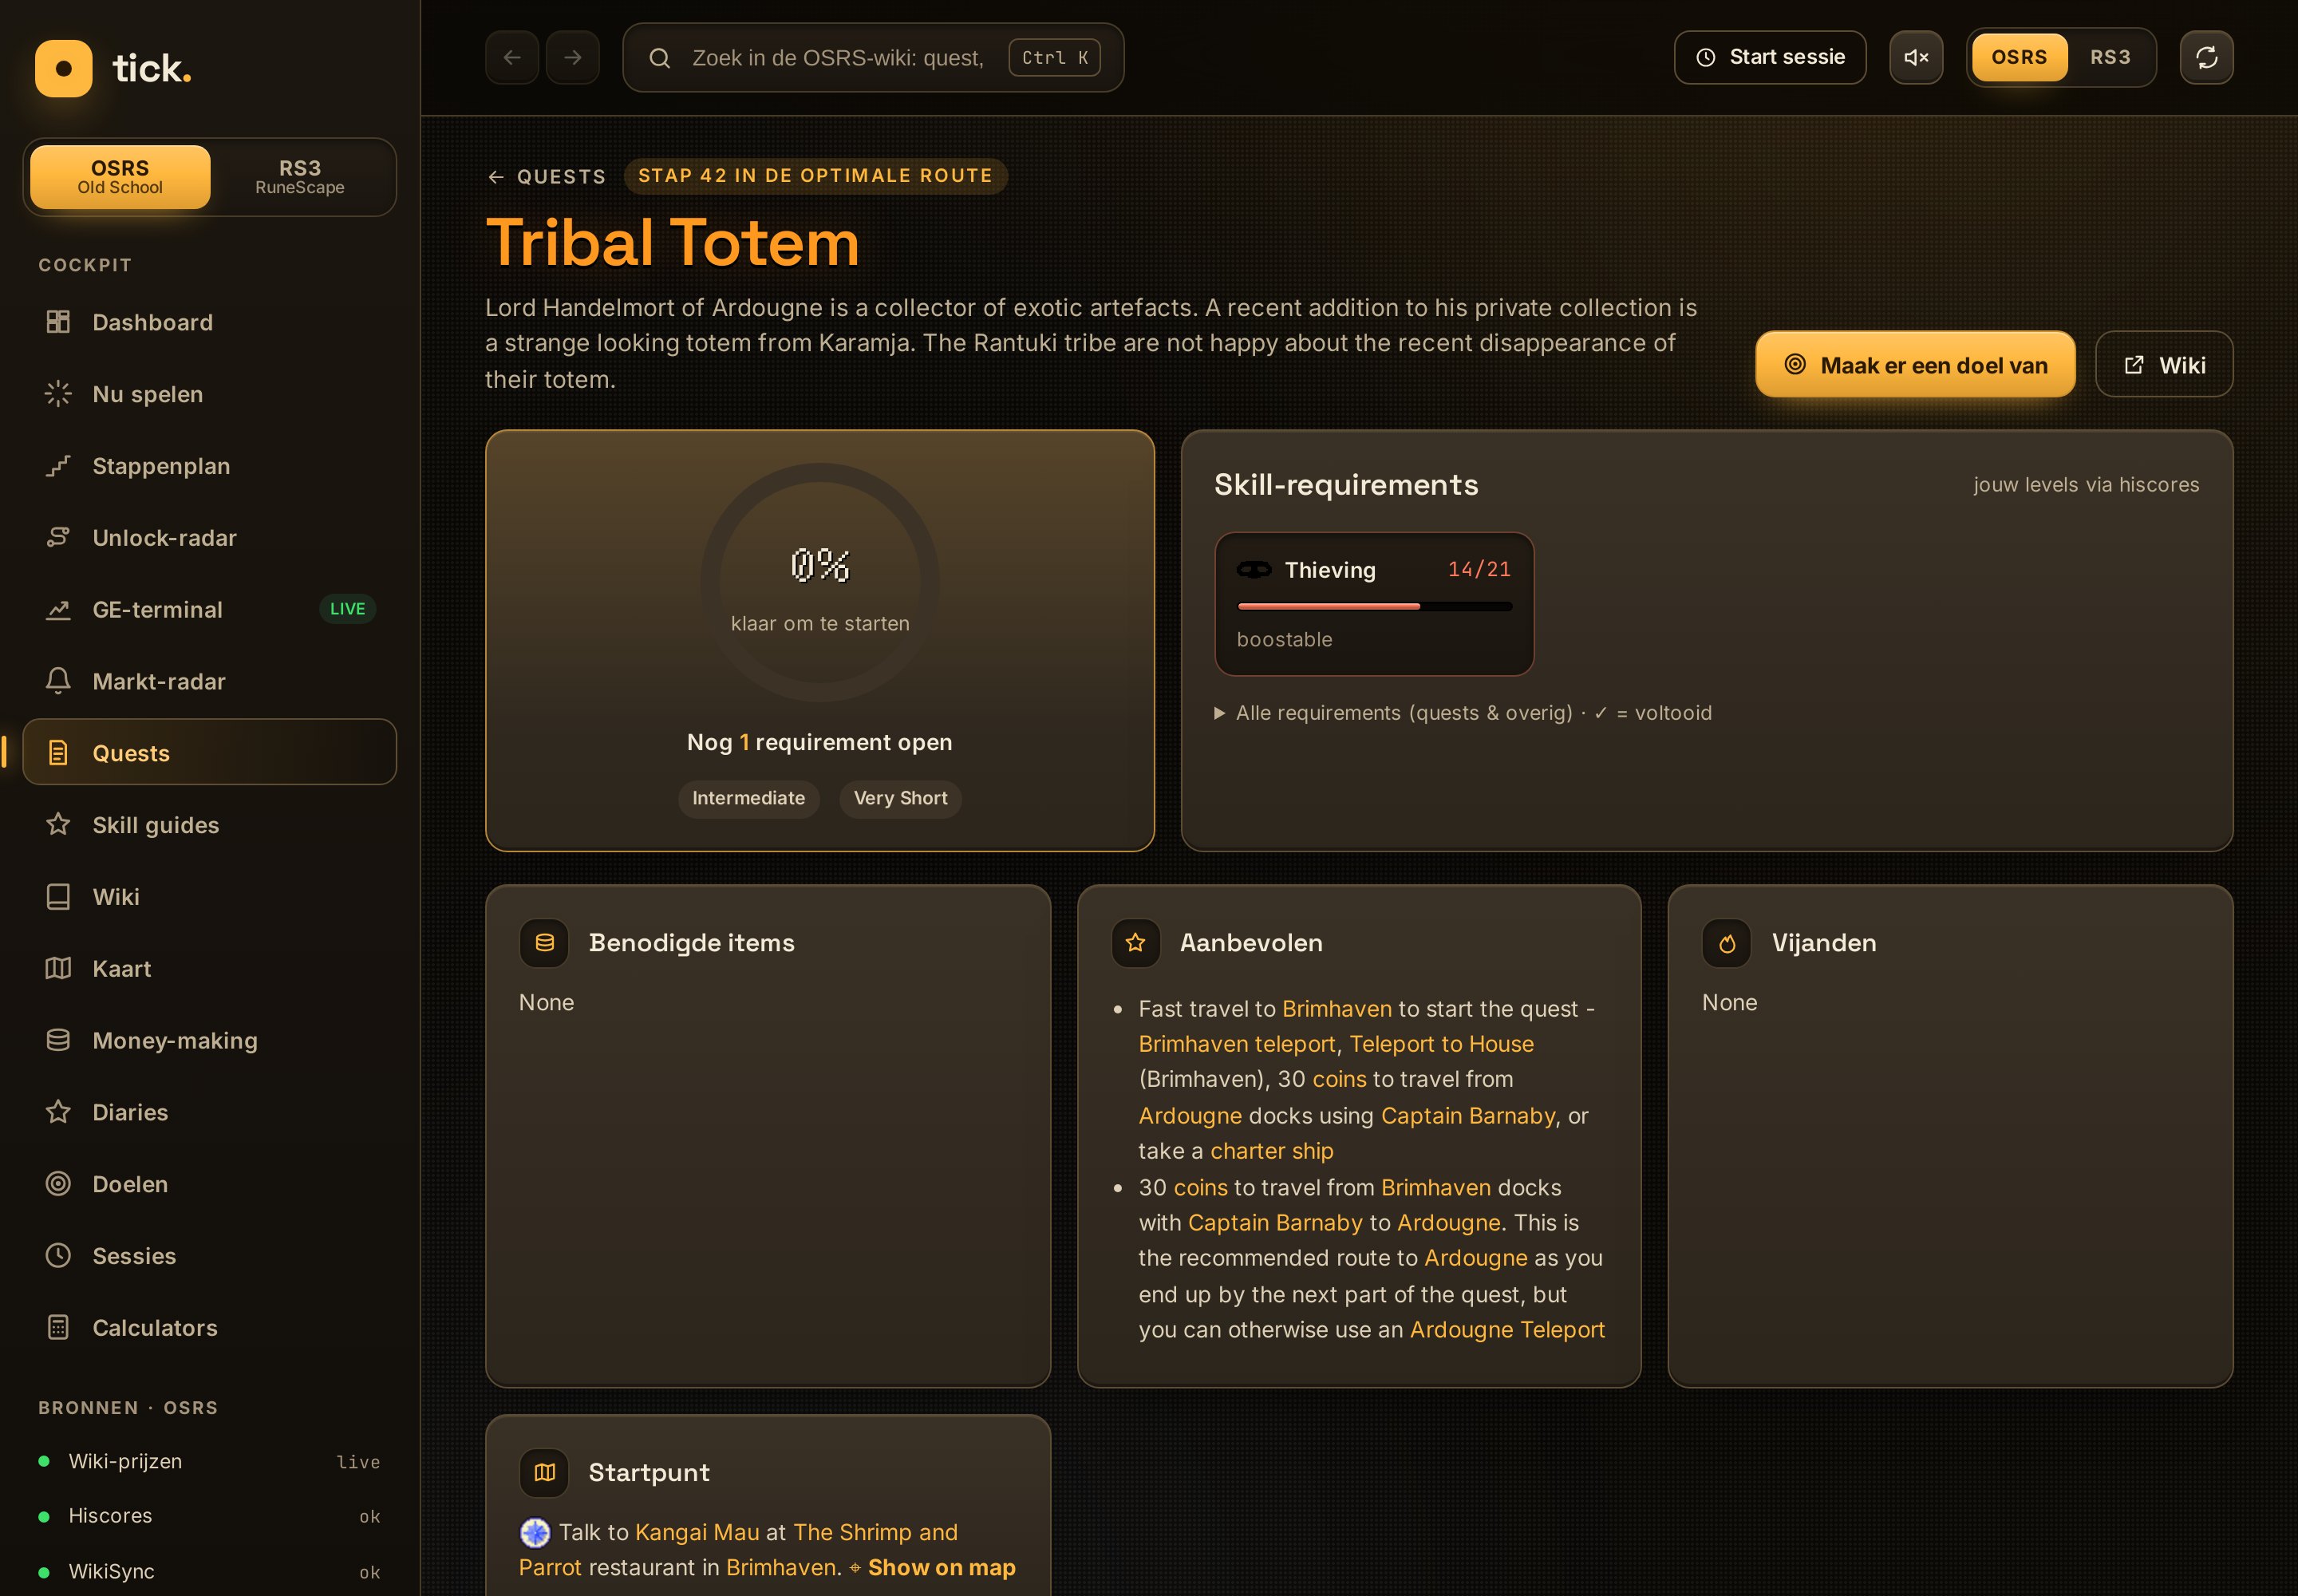 tick.
OSRS
Old School
RS3
RuneScape
COCKPIT
Dashboard
Nu spelen
Stappenplan
Unlock-radar
GE-terminal LIVE
Markt-radar
Quests
Skill guides
Wiki
Kaart
Money-making
Diaries
Doelen
Sessies
Calculators
BRONNEN · OSRS
Wiki-prijzen live
Hiscores ok
WikiSync ok
Zoek in de OSRS-wiki: quest, Ctrl K
Start sessie
OSRS RS3
← QUESTS STAP 42 IN DE OPTIMALE ROUTE
Tribal Totem
Lord Handelmort of Ardougne is a collector of exotic artefacts. A recent addition to his private collection is
a strange looking totem from Karamja. The Rantuki tribe are not happy about the recent disappearance of
their totem.
Maak er een doel van
Wiki
0%
klaar om te starten
Nog 1 requirement open
Intermediate Very Short
Skill-requirements jouw levels via hiscores
Thieving 14/21
boostable
▶ Alle requirements (quests & overig) · ✓ = voltooid
Benodigde items
None
Aanbevolen
• Fast travel to Brimhaven to start the quest -
Brimhaven teleport, Teleport to House
(Brimhaven), 30 coins to travel from
Ardougne docks using Captain Barnaby, or
take a charter ship
• 30 coins to travel from Brimhaven docks
with Captain Barnaby to Ardougne. This is
the recommended route to Ardougne as you
end up by the next part of the quest, but
you can otherwise use an Ardougne Teleport
Vijanden
None
Startpunt
Talk to Kangai Mau at The Shrimp and
Parrot restaurant in Brimhaven. ⌖ Show on map